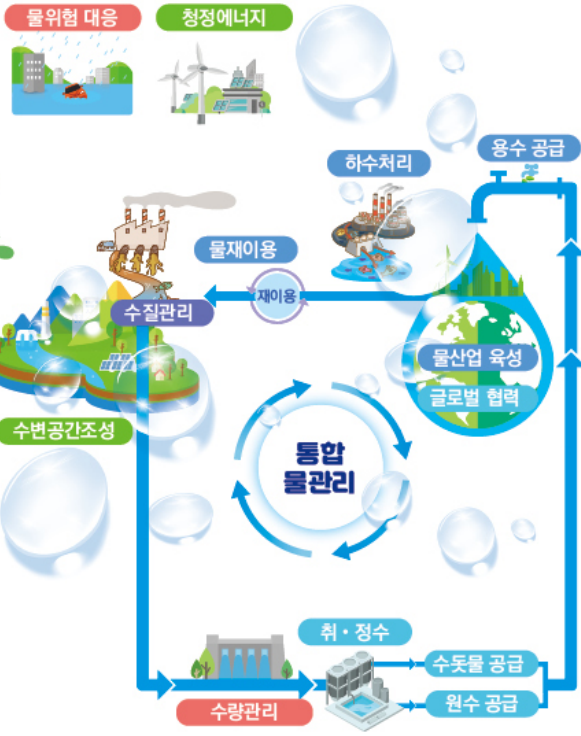 물위험 대응
청정에너지
용수 공급
하수처리
물재이용
재이용
수질관리
물산업 육성
글로벌 협력
수변공간조성
통합
물관리
취·정수
수돗물 공급
원수 공급
수량관리